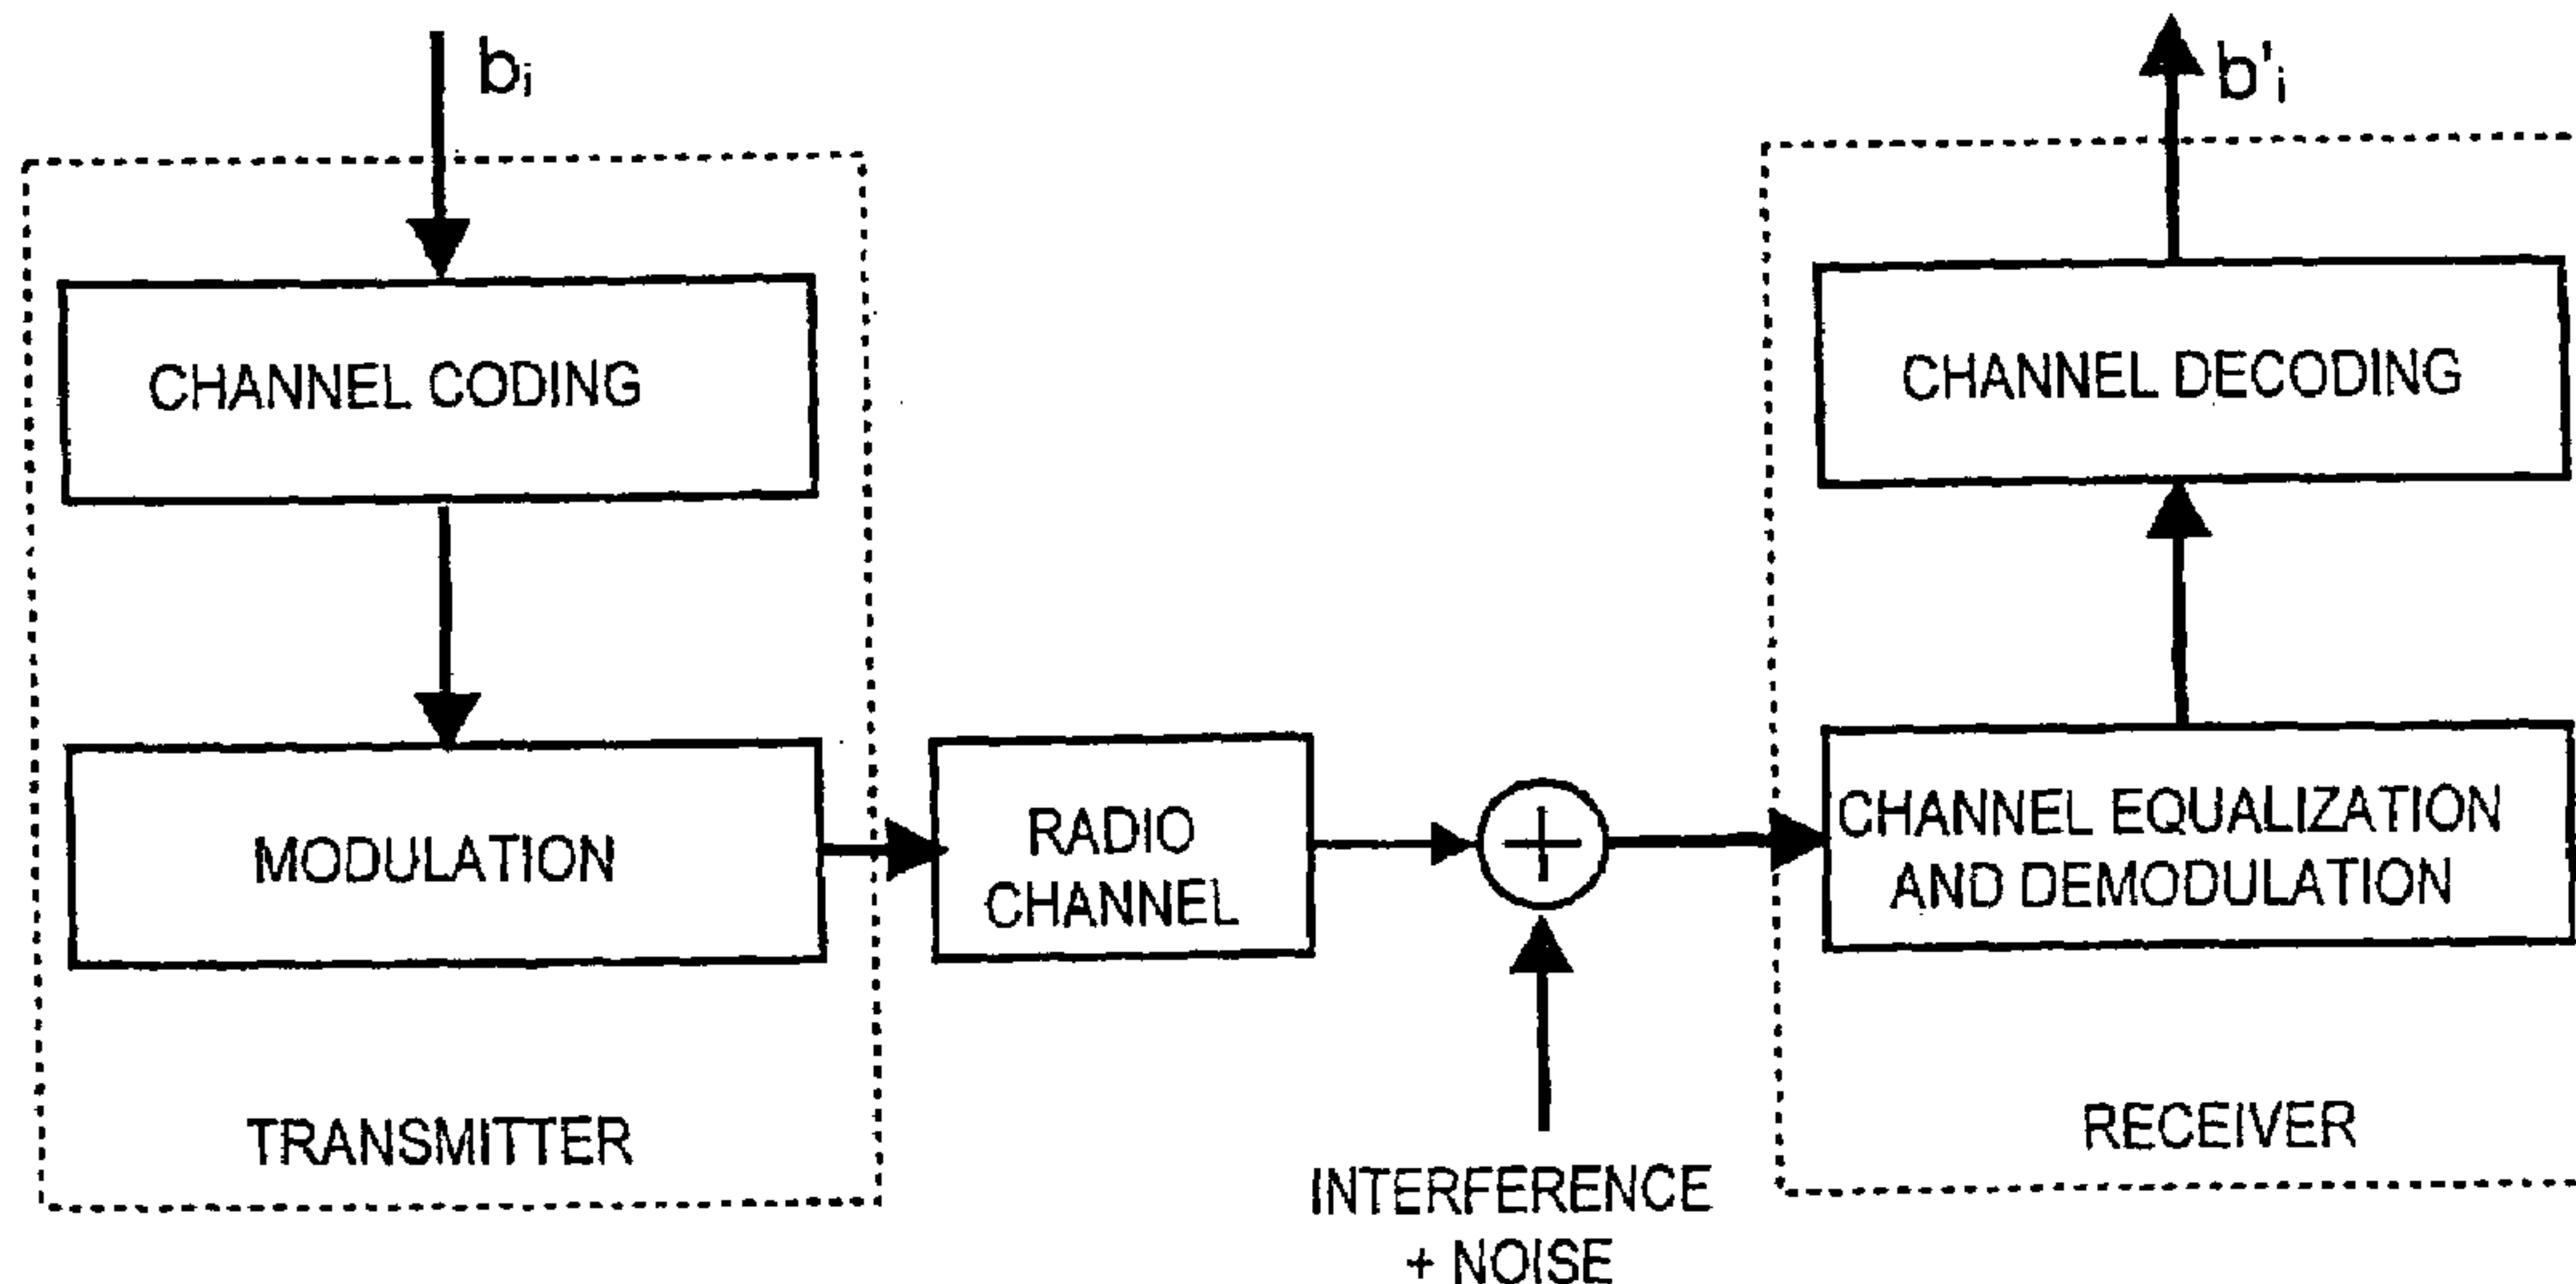 bᵢ
b'ᵢ
CHANNEL CODING
CHANNEL DECODING
MODULATION
RADIO
CHANNEL
+
CHANNEL EQUALIZATION
AND DEMODULATION
TRANSMITTER
RECEIVER
INTERFERENCE
+ NOISE